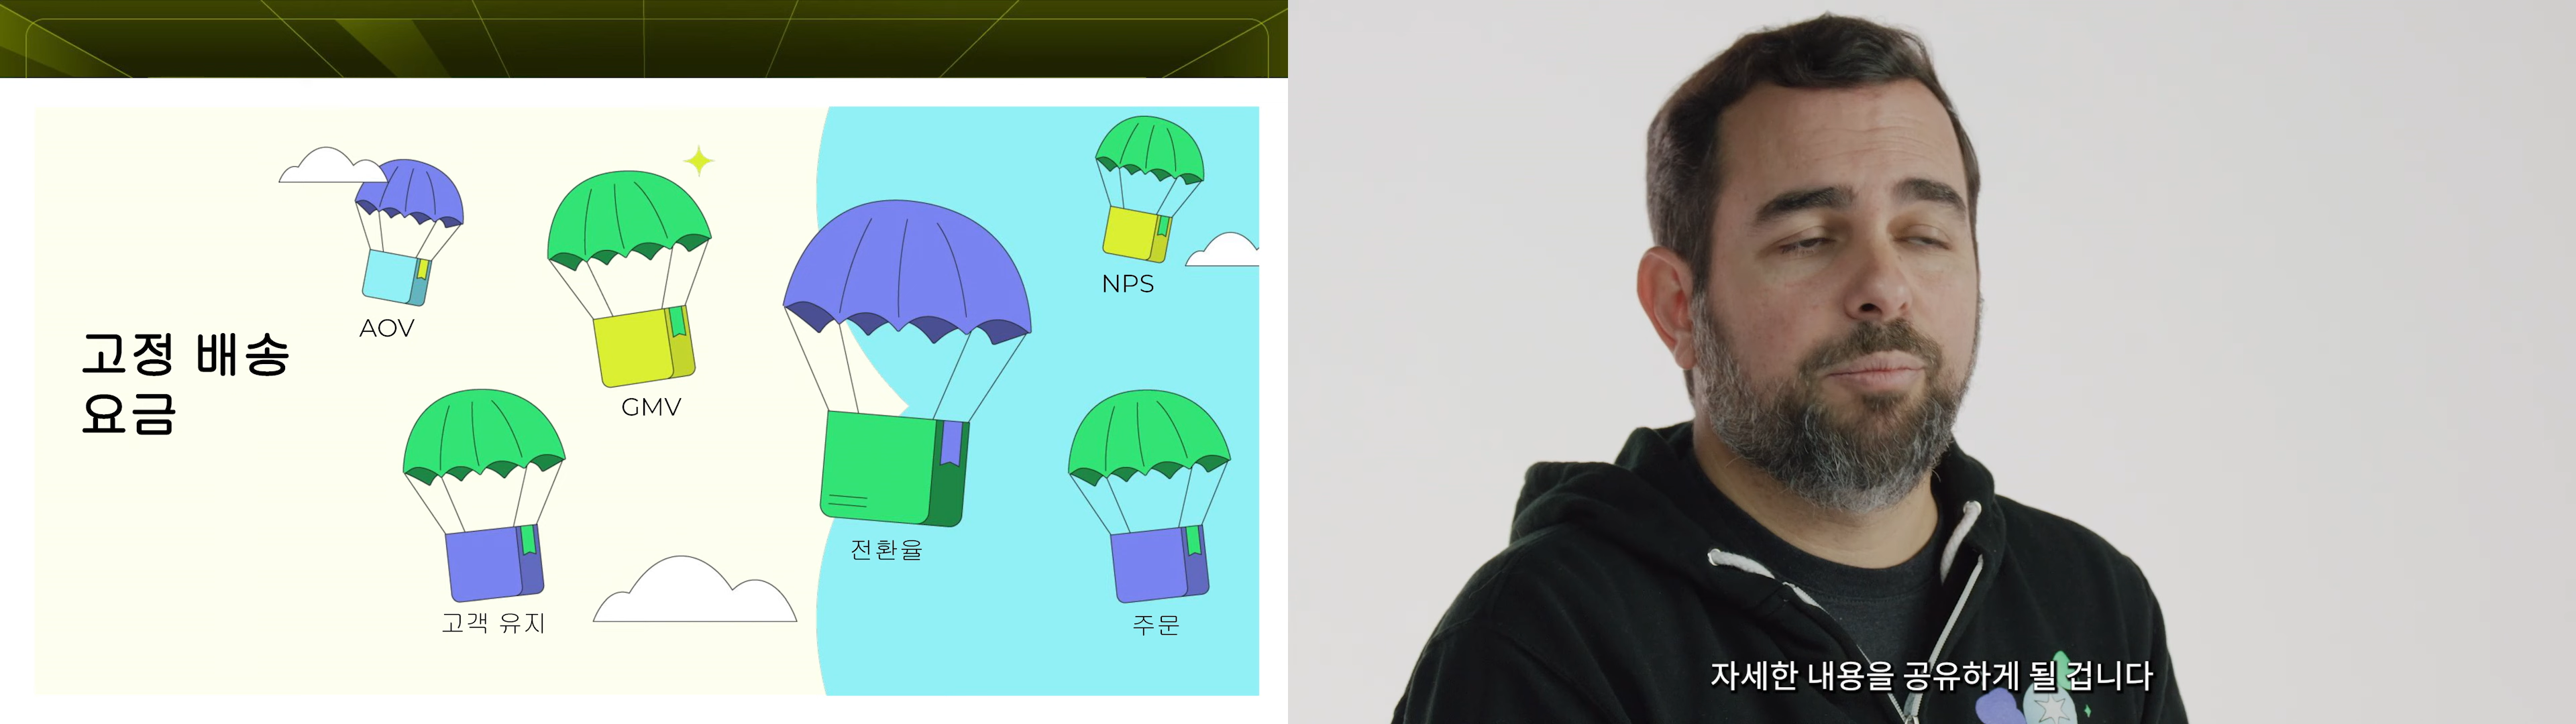 고정 배송
요금
AOV
GMV
NPS
고객 유지
전환율
주문
자세한 내용을 공유하게 될 겁니다